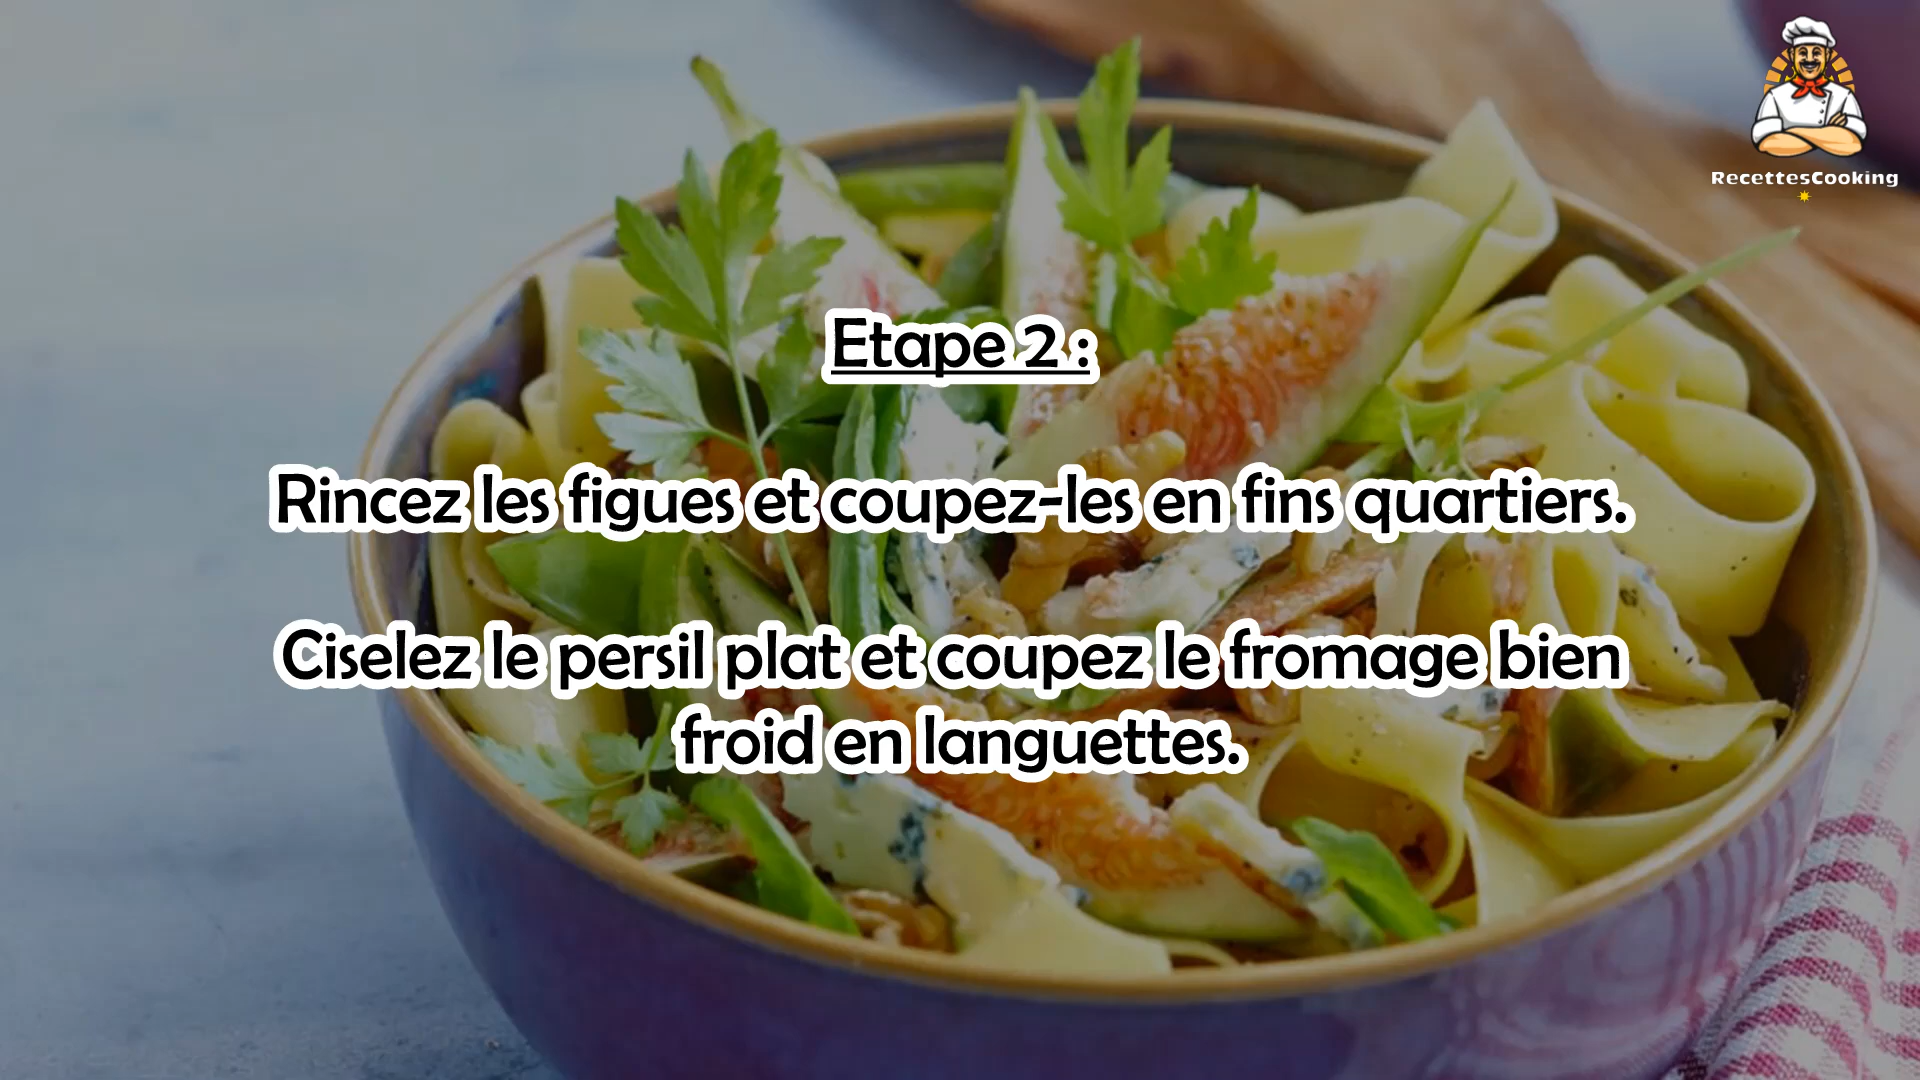 RecettesCooking
Etape 2 :
Rincez les figues et coupez-les en fins quartiers.
Ciselez le persil plat et coupez le fromage bien
froid en languettes.